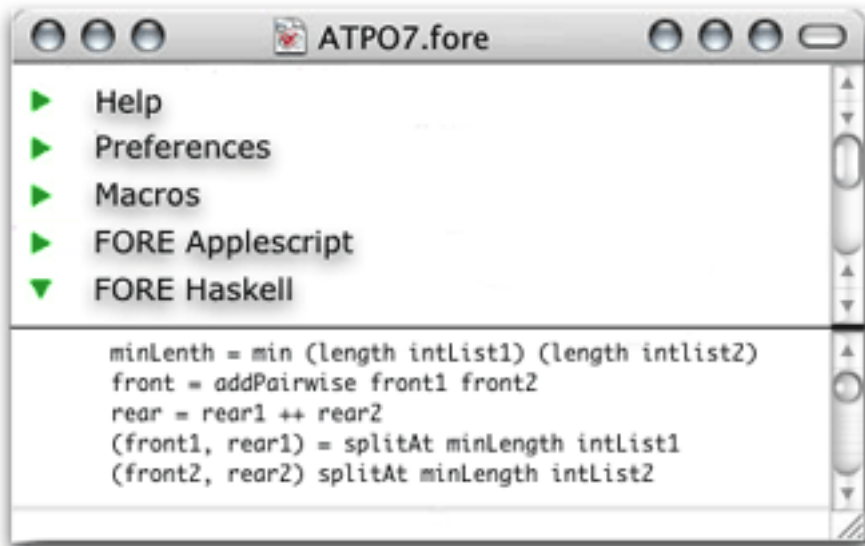 ATPO7.fore
Help
Preferences
Macros
FORE Applescript
FORE Haskell
minLenth = min (length intList1) (length intlist2)
front = addPairwise front1 front2
rear = rear1 ++ rear2
(front1, rear1) = splitAt minLength intList1
(front2, rear2) splitAt minLength intList2